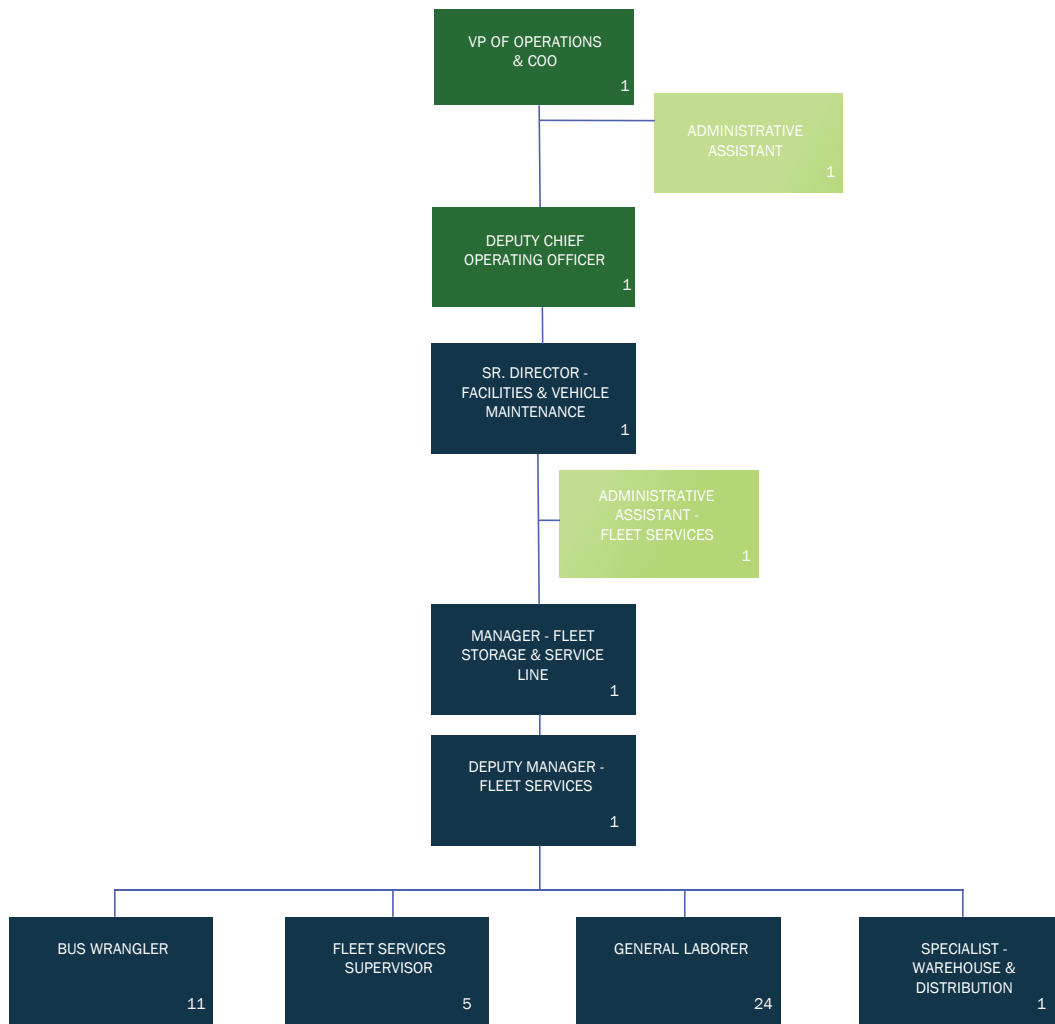 VP OF OPERATIONS
& COO
1
ADMINISTRATIVE
ASSISTANT
1
DEPUTY CHIEF
OPERATING OFFICER
1
SR. DIRECTOR -
FACILITIES & VEHICLE
MAINTENANCE
1
ADMINISTRATIVE
ASSISTANT -
FLEET SERVICES
1
MANAGER - FLEET
STORAGE & SERVICE
LINE
1
DEPUTY MANAGER -
FLEET SERVICES
1
BUS WRANGLER
11
FLEET SERVICES
SUPERVISOR
5
GENERAL LABORER
24
SPECIALIST -
WAREHOUSE &
DISTRIBUTION
1